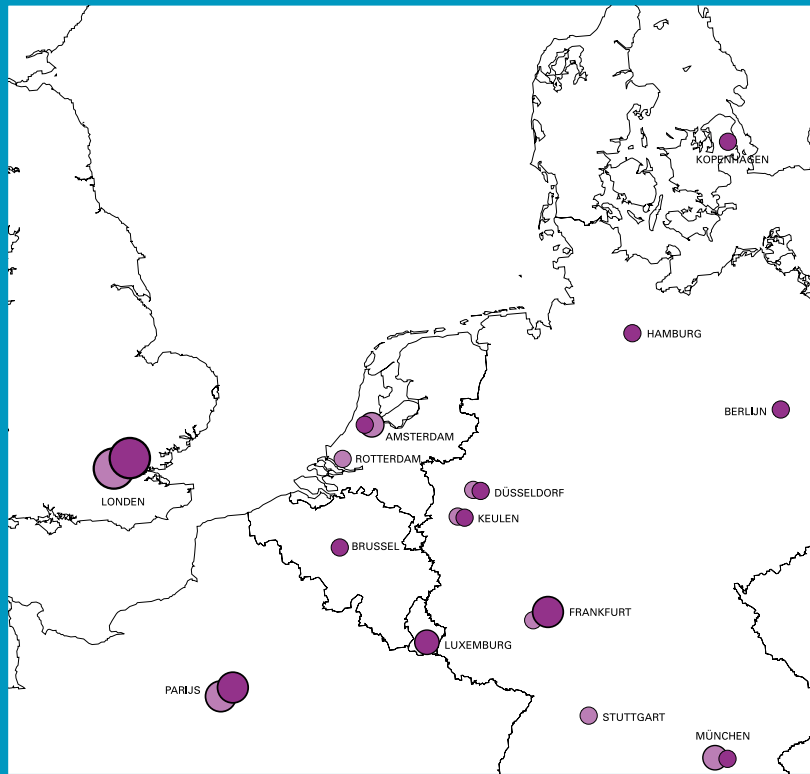 KOPENHAGEN
HAMBURG
BERLIJN
AMSTERDAM
ROTTERDAM
DÜSSELDORF
LONDEN
KEULEN
BRUSSEL
FRANKFURT
LUXEMBURG
PARIJS
STUTTGART
MÜNCHEN